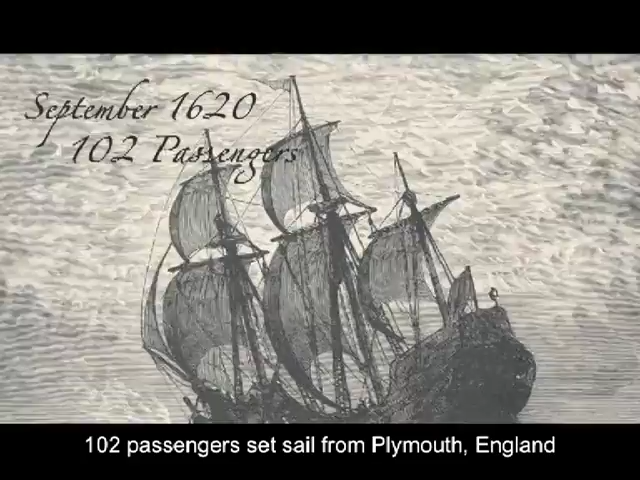 September 1620
102 Passengers
102 passengers set sail from Plymouth, England